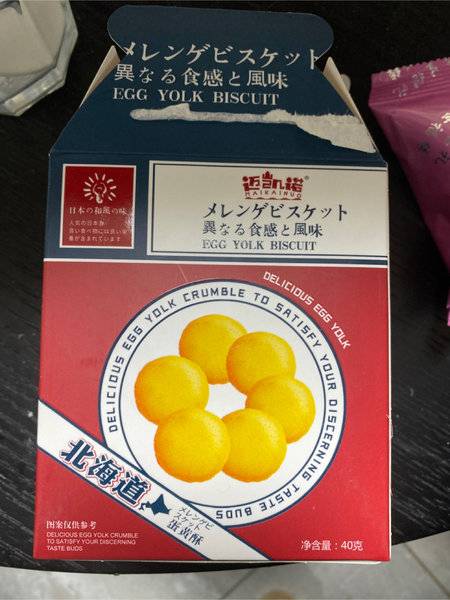 メレンゲビスケット
異なる食感と風味
EGG YOLK BISCUIT
日本の和風の味
迈凯诺
HAIKAINUO
メレンゲビスケット
異なる食感と風味
EGG YOLK BISCUIT
DELICIOUS EGG YOLK
DELICIOUS EGG YOLK CRUMBLE TO SATISFY YOUR DISCERNING TASTE BUDS
北海道
メレンゲビ
スケット
蛋黄酥
图案仅供参考
DELICIOUS EGG YOLK CRUMBLE
TO SATISFY YOUR DISCERNING
TASTE BUDS
净含量：40克